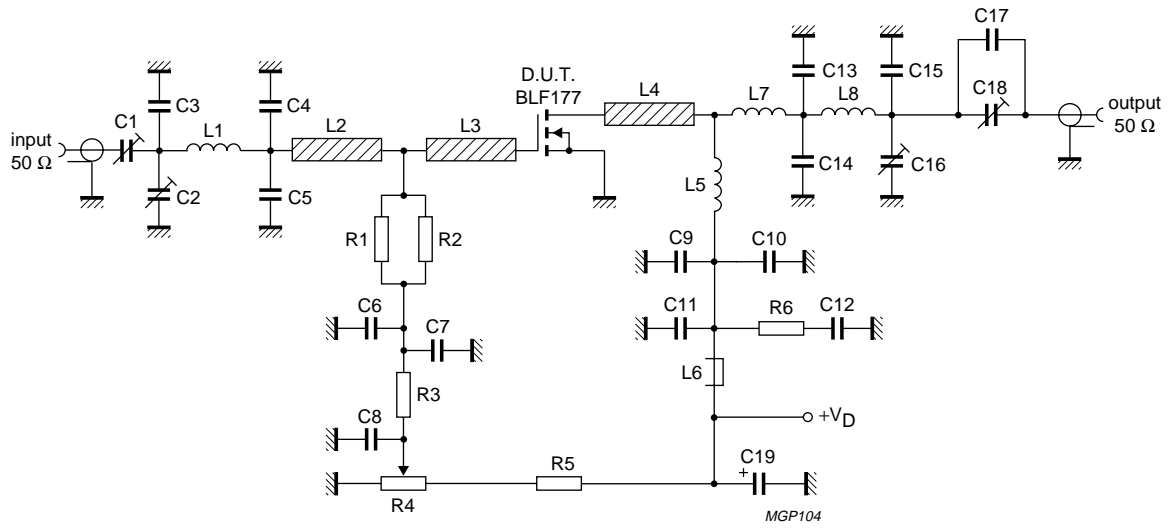 C17
D.U.T.
BLF177
C3
C4
L4
C13
C15
L7
L8
C18
input
50 Ω
C1
L1
L2
L3
output
50 Ω
C2
C5
C14
C16
L5
R1
R2
C9
C10
C6
C7
C11
R6
C12
L6
R3
C8
+VD
R4
R5
C19
+
MGP104